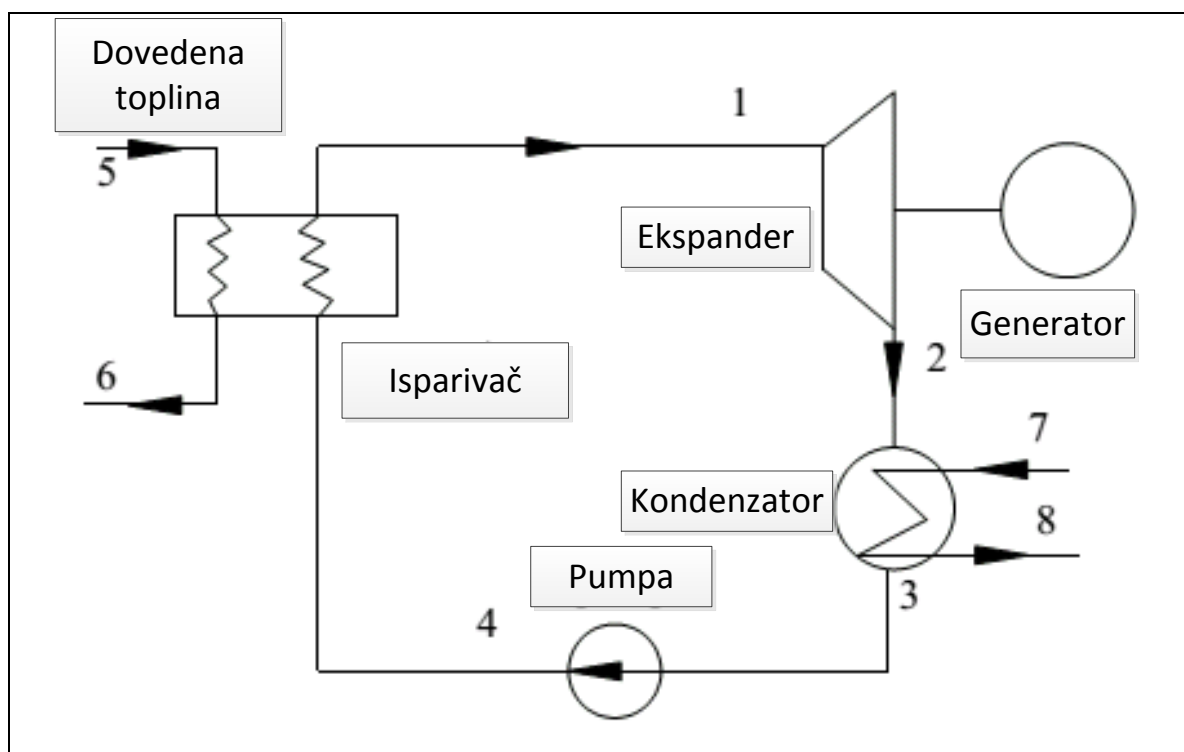 Dovedena
toplina
1
5
Ekspander
Generator
2
6
Isparivač
7
Kondenzator
8
Pumpa
3
4